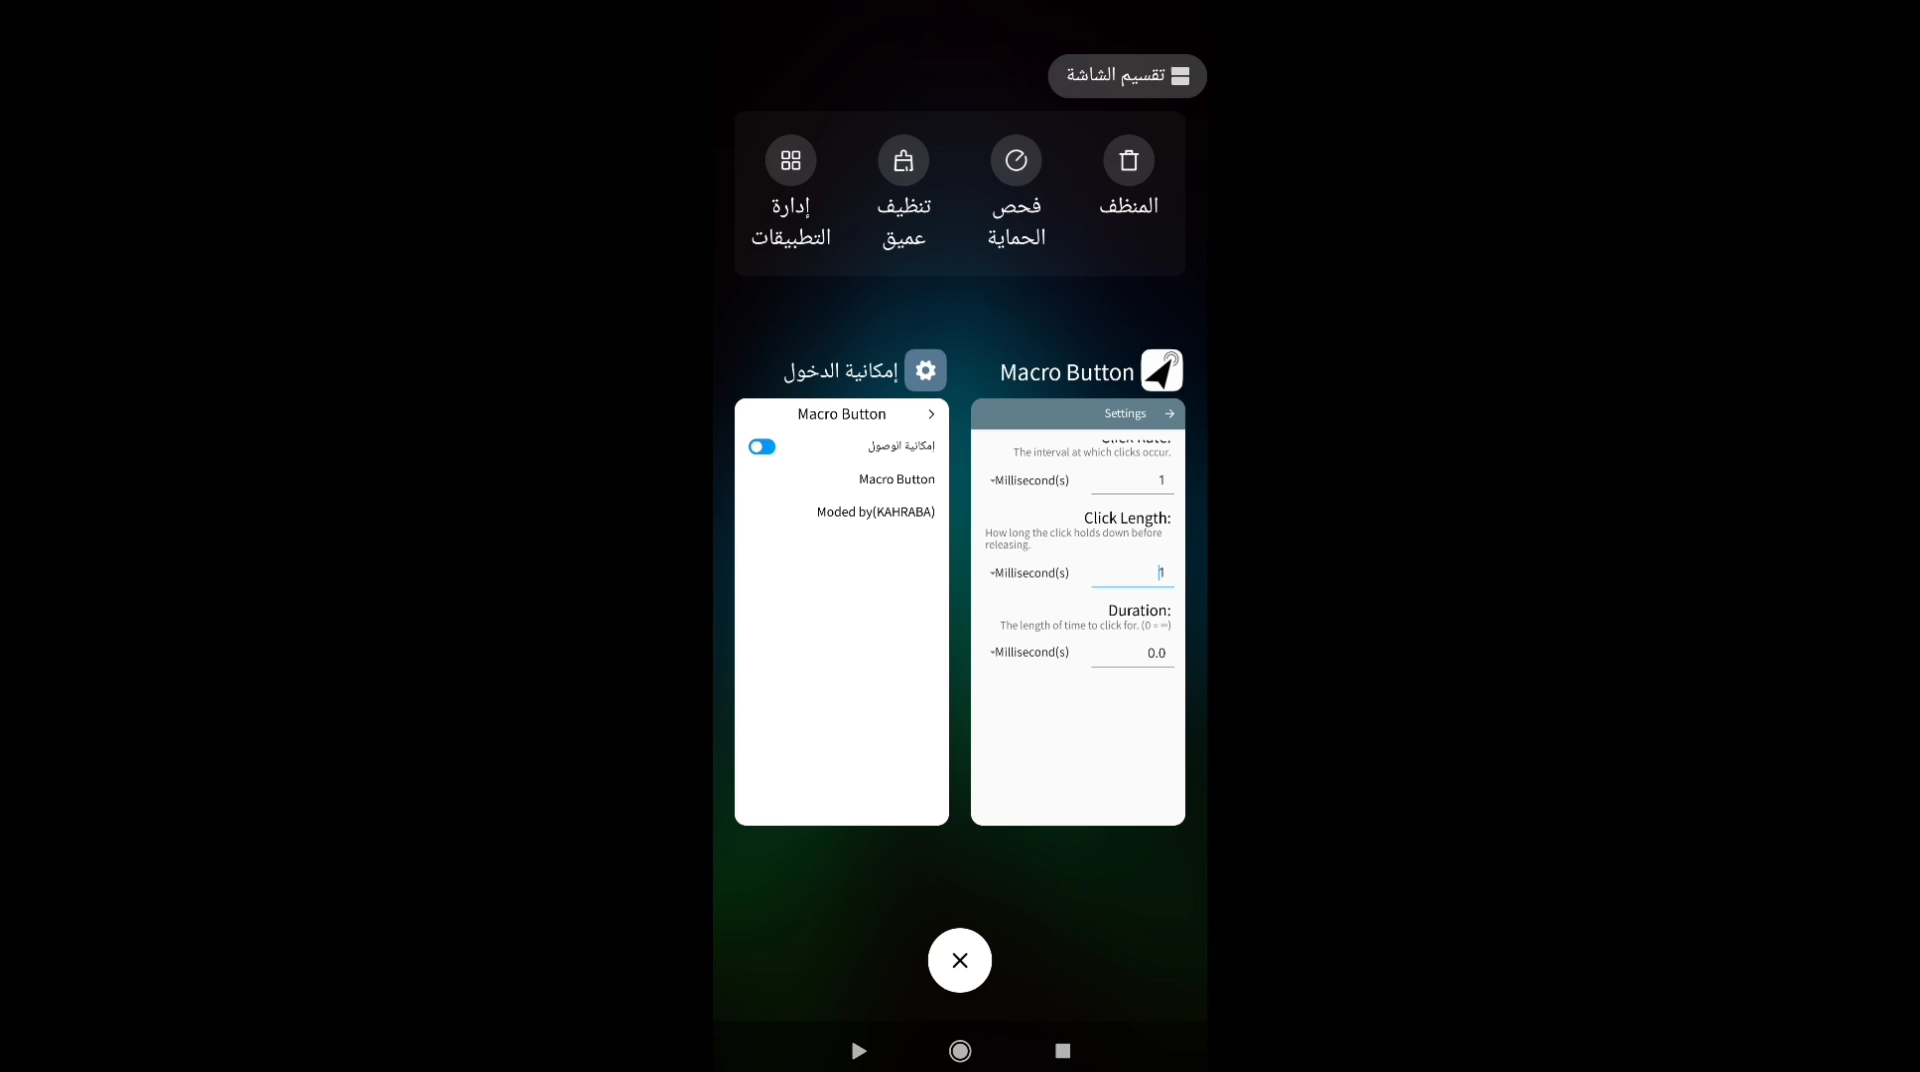 تقسيم الشاشة
المنظف
فحص
الحماية
تنظيف
عميق
إدارة
التطبيقات
Macro Button
Settings
Click Rate:
The interval at which clicks occur.
Millisecond(s)
1
Click Length:
How long the click holds down before
releasing.
Millisecond(s)
1
Duration:
The length of time to click for. (0 = ∞)
Millisecond(s)
0.0
إمكانية الدخول
Macro Button
إمكانية الوصول
Macro Button
Moded by(KAHRABA)